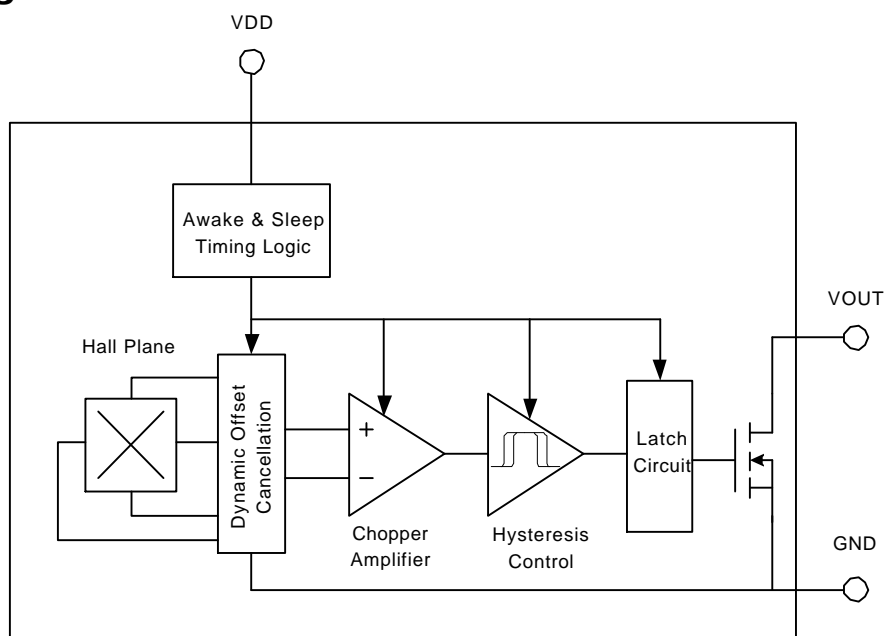 VDD
Awake & Sleep
Timing Logic
VOUT
Hall Plane
Dynamic Offset
Cancellation
+
−
Latch
Circuit
Chopper
Amplifier
Hysteresis
Control
GND